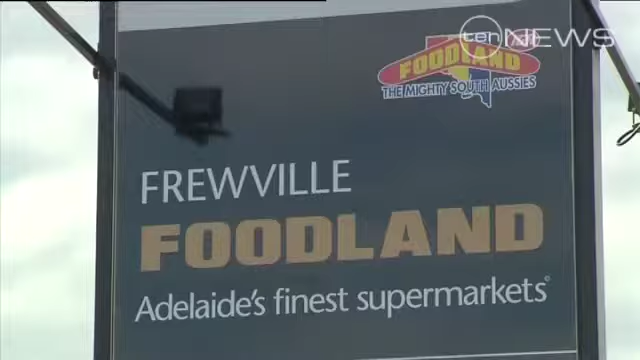 ten NEWS
FOODLAND
THE MIGHTY SOUTH AUSSIES
FREWVILLE
FOODLAND
Adelaide's finest supermarkets